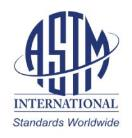 ASTM
INTERNATIONAL
Standards Worldwide